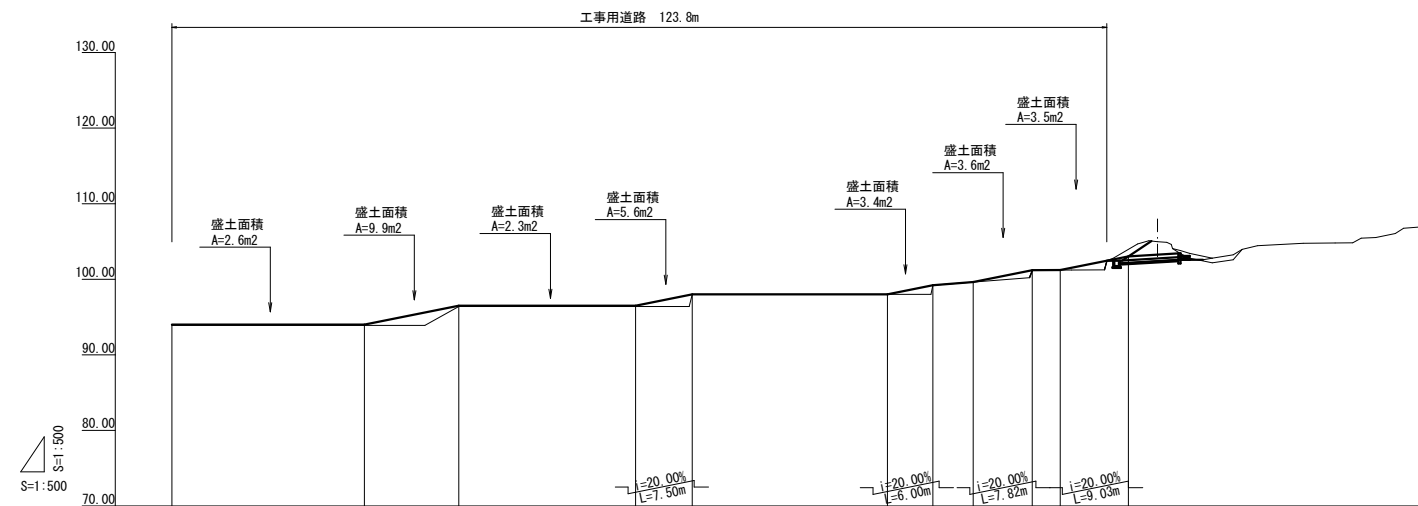 工事用道路 123.8m
130.00
120.00
110.00
100.00
90.00
80.00
70.00
盛土面積
A=2.6m2
盛土面積
A=9.9m2
盛土面積
A=2.3m2
盛土面積
A=5.6m2
盛土面積
A=3.4m2
盛土面積
A=3.6m2
盛土面積
A=3.5m2
S=1:500
S=1:500
i=20.00%
L=7.50m
i=20.00%
L=6.00m
i=20.00%
L=7.82m
i=20.00%
L=9.03m